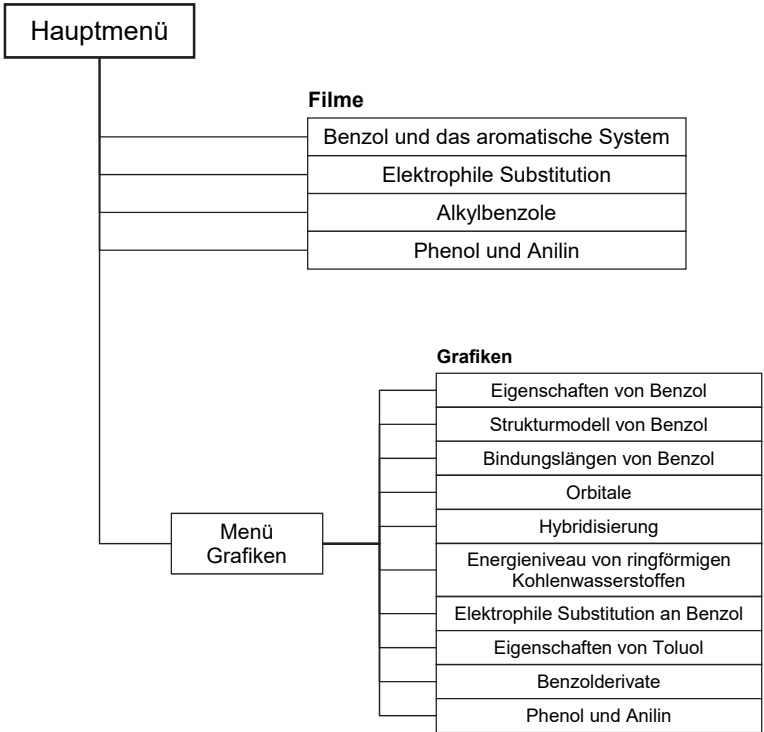 Hauptmenü
Filme
Benzol und das aromatische System
Elektrophile Substitution
Alkylbenzole
Phenol und Anilin
Grafiken
Eigenschaften von Benzol
Strukturmodell von Benzol
Bindungslängen von Benzol
Orbitale
Hybridisierung
Menü
Grafiken
Energieniveau von ringförmigen
Kohlenwasserstoffen
Elektrophile Substitution an Benzol
Eigenschaften von Toluol
Benzolderivate
Phenol und Anilin